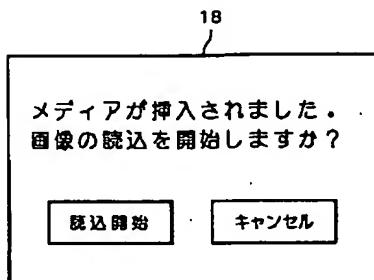 18
メディアが挿入されました．
画像の読込を開始しますか？
読込開始
キャンセル